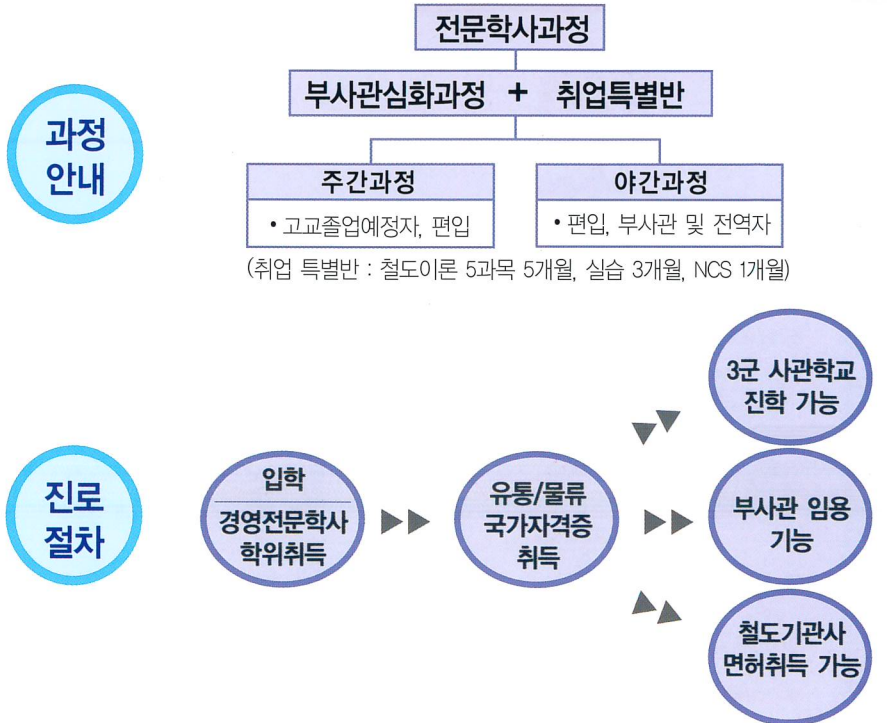 전문학사과정
부사관심화과정 + 취업특별반
과정
안내
주간과정
• 고교졸업예정자, 편입
야간과정
• 편입, 부사관 및 전역자
(취업 특별반 : 철도이론 5과목 5개월, 실습 3개월, NCS 1개월)
진로
절차
입학
경영전문학사
학위취득
유통/물류
국가자격증
취득
3군 사관학교
진학 가능
부사관 임용
기능
철도기관사
면허취득 가능